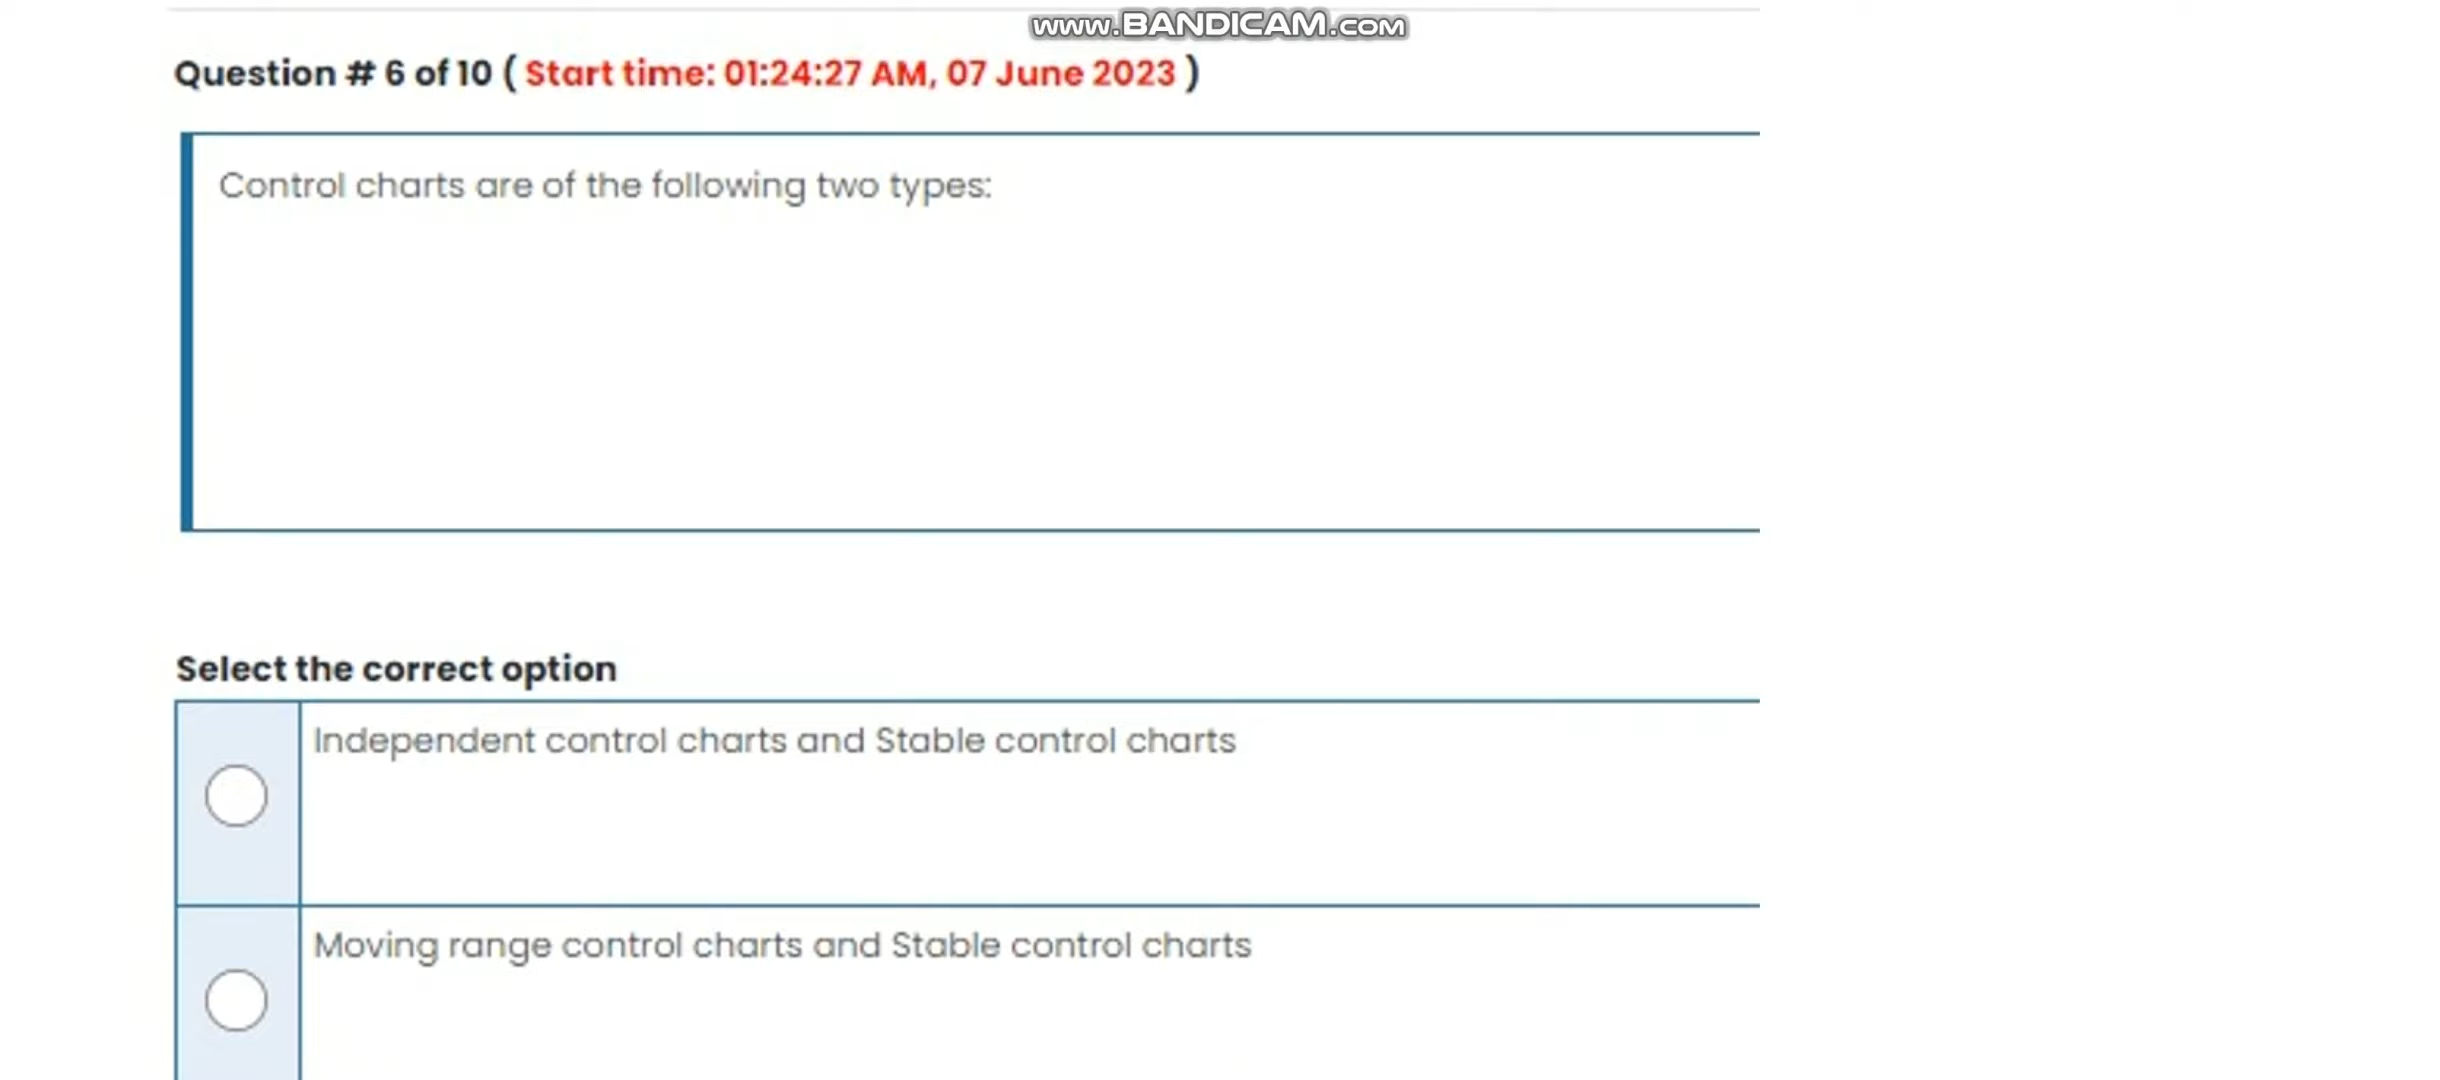 www.BANDICAM.com
Question # 6 of 10 ( Start time: 01:24:27 AM, 07 June 2023 )
Control charts are of the following two types:
Select the correct option
Independent control charts and Stable control charts
Moving range control charts and Stable control charts